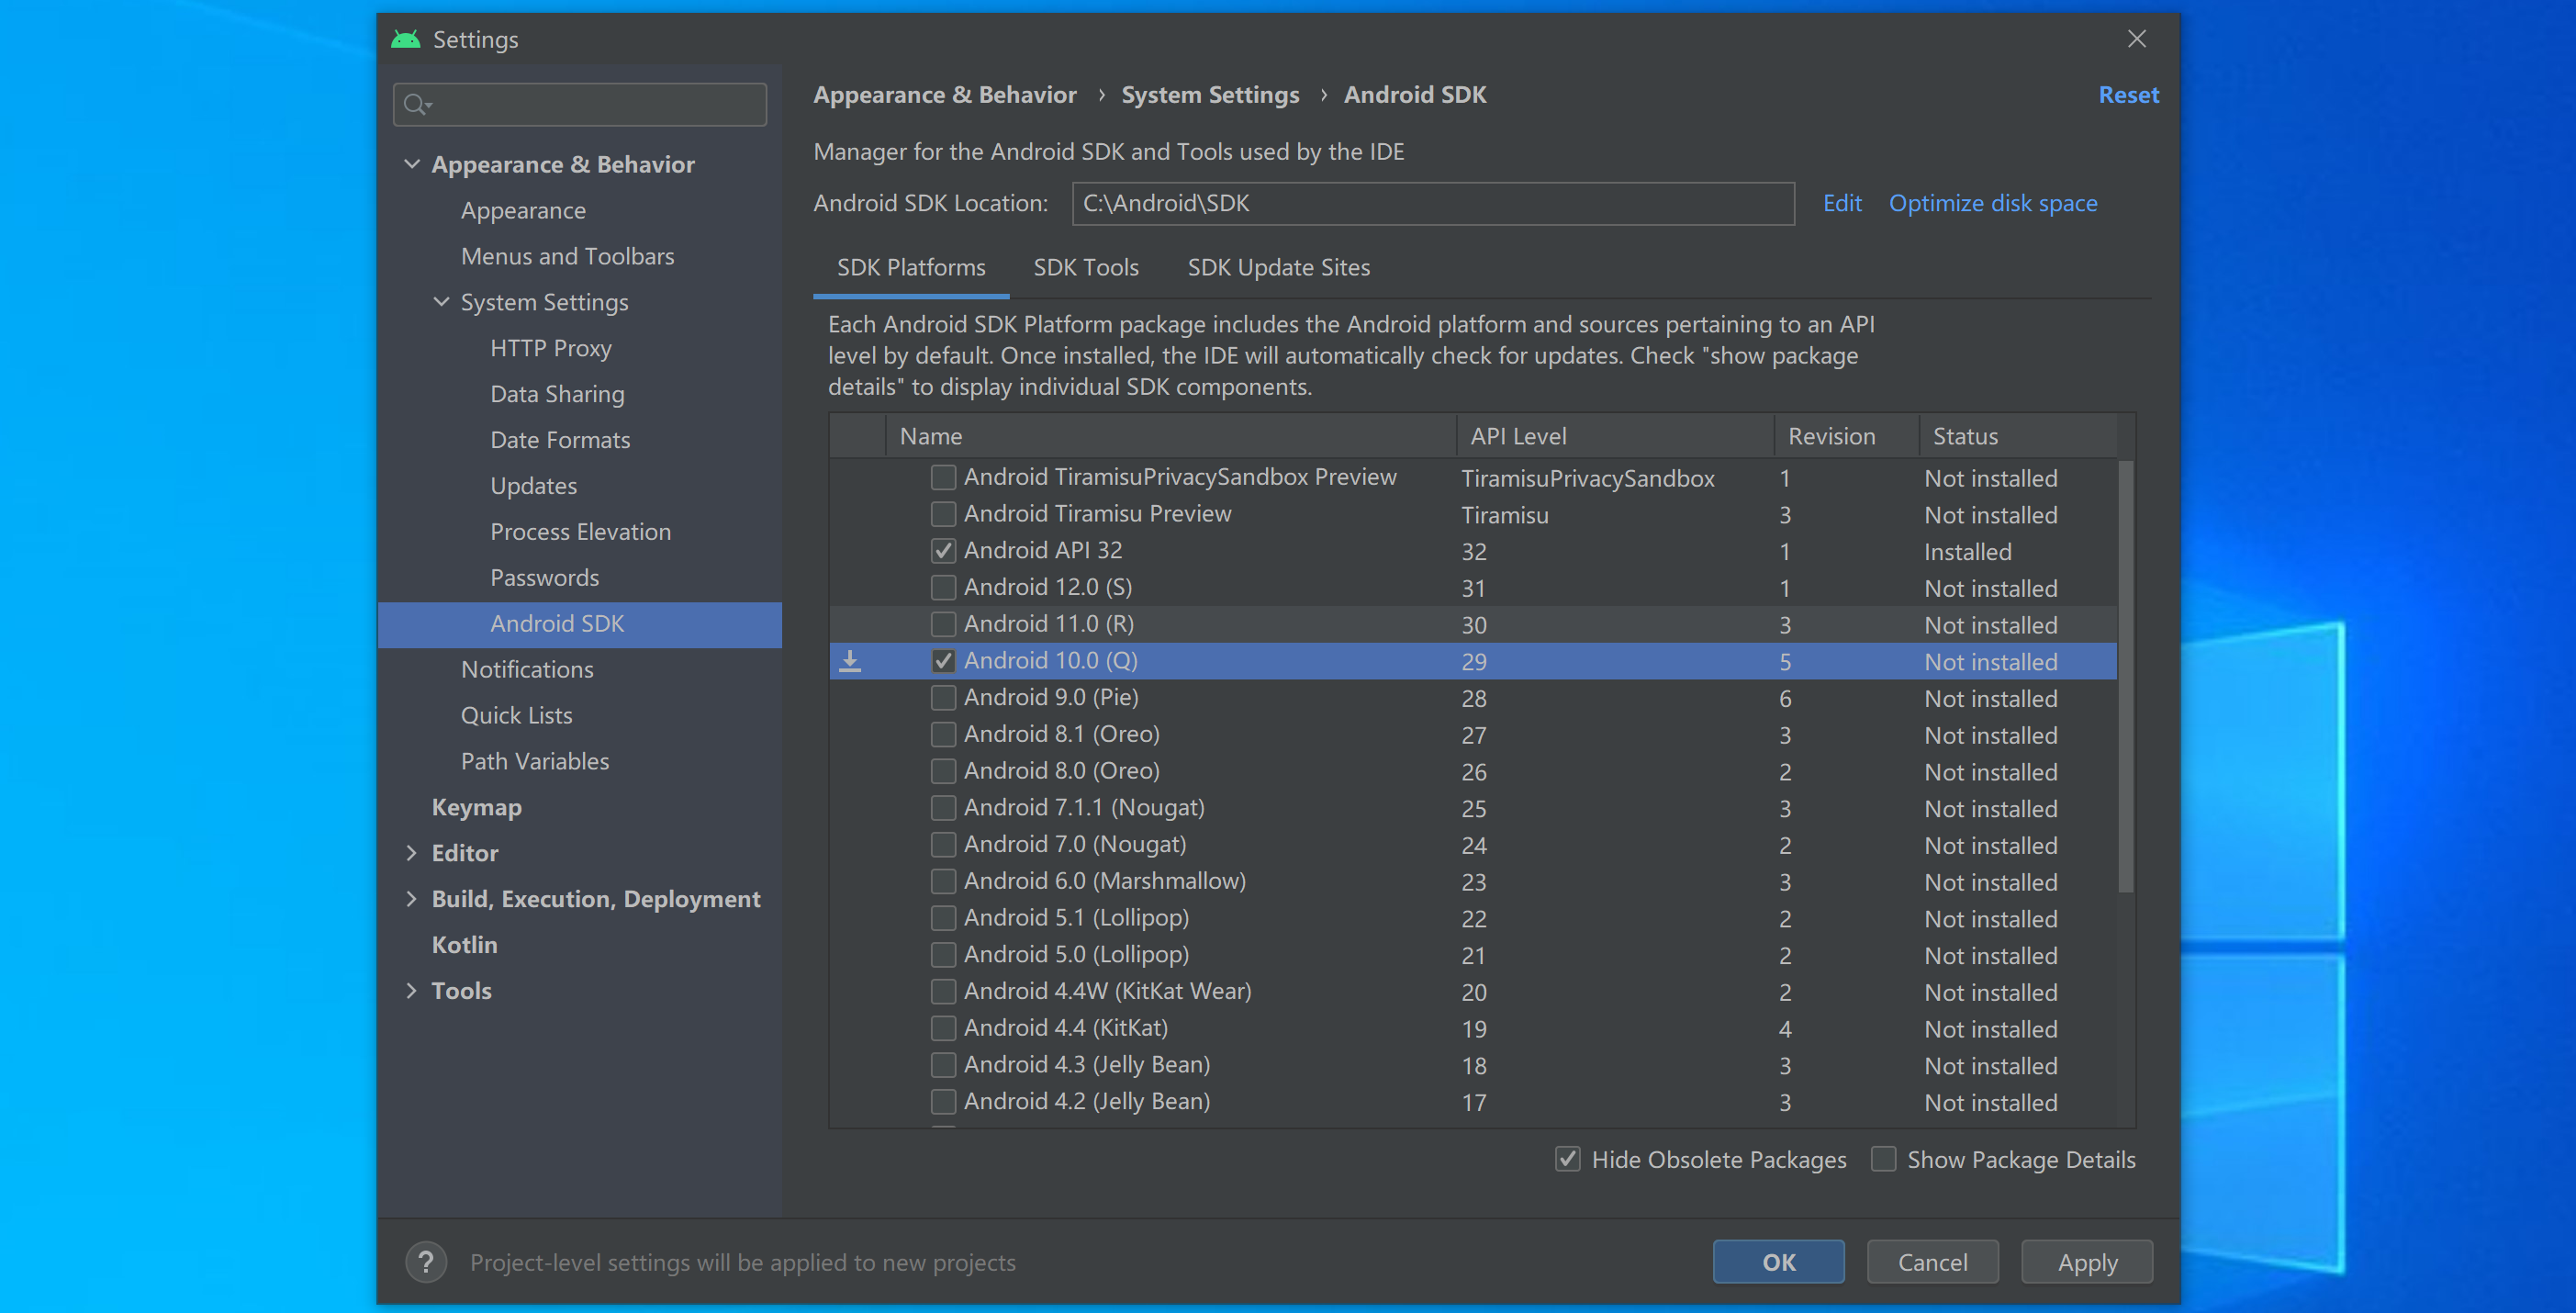 Settings
Appearance & Behavior
Appearance
Menus and Toolbars
System Settings
HTTP Proxy
Data Sharing
Date Formats
Updates
Process Elevation
Passwords
Android SDK
Notifications
Quick Lists
Path Variables
Keymap
Editor
Build, Execution, Deployment
Kotlin
Tools
Appearance & Behavior › System Settings › Android SDK
Reset
Manager for the Android SDK and Tools used by the IDE
Android SDK Location: C:\Android\SDK Edit Optimize disk space
SDK Platforms SDK Tools SDK Update Sites
Each Android SDK Platform package includes the Android platform and sources pertaining to an API
level by default. Once installed, the IDE will automatically check for updates. Check "show package
details" to display individual SDK components.
Name API Level Revision Status
Android TiramisuPrivacySandbox Preview TiramisuPrivacySandbox 1 Not installed
Android Tiramisu Preview Tiramisu 3 Not installed
Android API 32 32 1 Installed
Android 12.0 (S) 31 1 Not installed
Android 11.0 (R) 30 3 Not installed
Android 10.0 (Q) 29 5 Not installed
Android 9.0 (Pie) 28 6 Not installed
Android 8.1 (Oreo) 27 3 Not installed
Android 8.0 (Oreo) 26 2 Not installed
Android 7.1.1 (Nougat) 25 3 Not installed
Android 7.0 (Nougat) 24 2 Not installed
Android 6.0 (Marshmallow) 23 3 Not installed
Android 5.1 (Lollipop) 22 2 Not installed
Android 5.0 (Lollipop) 21 2 Not installed
Android 4.4W (KitKat Wear) 20 2 Not installed
Android 4.4 (KitKat) 19 4 Not installed
Android 4.3 (Jelly Bean) 18 3 Not installed
Android 4.2 (Jelly Bean) 17 3 Not installed
Hide Obsolete Packages Show Package Details
? Project-level settings will be applied to new projects
OK Cancel Apply